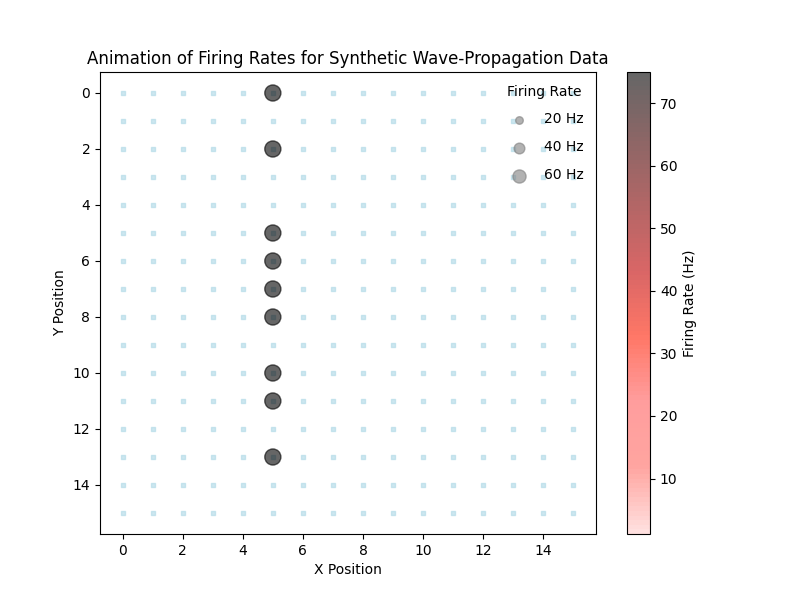 Animation of Firing Rates for Synthetic Wave-Propagation Data
Firing Rate
20 Hz
40 Hz
60 Hz
0
2
4
6
8
10
12
14
Y Position
0 2 4 6 8 10 12 14
X Position
70
60
50
40
30
20
10
Firing Rate (Hz)